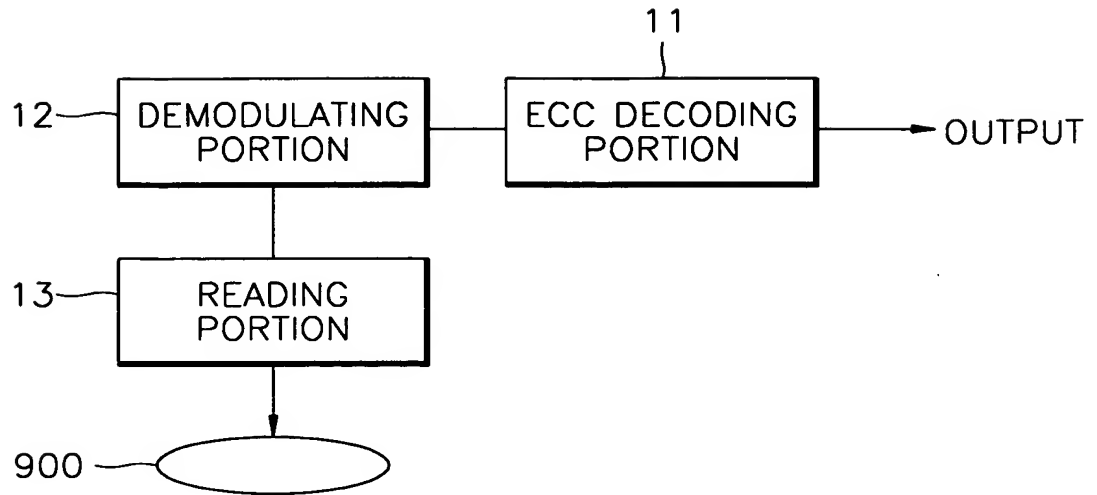 11
12
DEMODULATING
PORTION
ECC DECODING
PORTION
OUTPUT
13
READING
PORTION
900